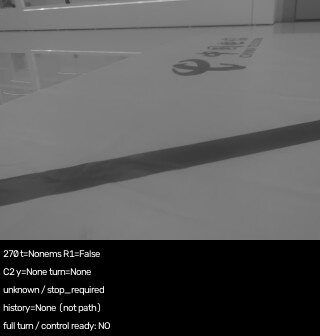 270 t=Nonems R1=False
C2 y=None turn=None
unknown / stop_required
history=None (not path)
full turn / control ready: NO